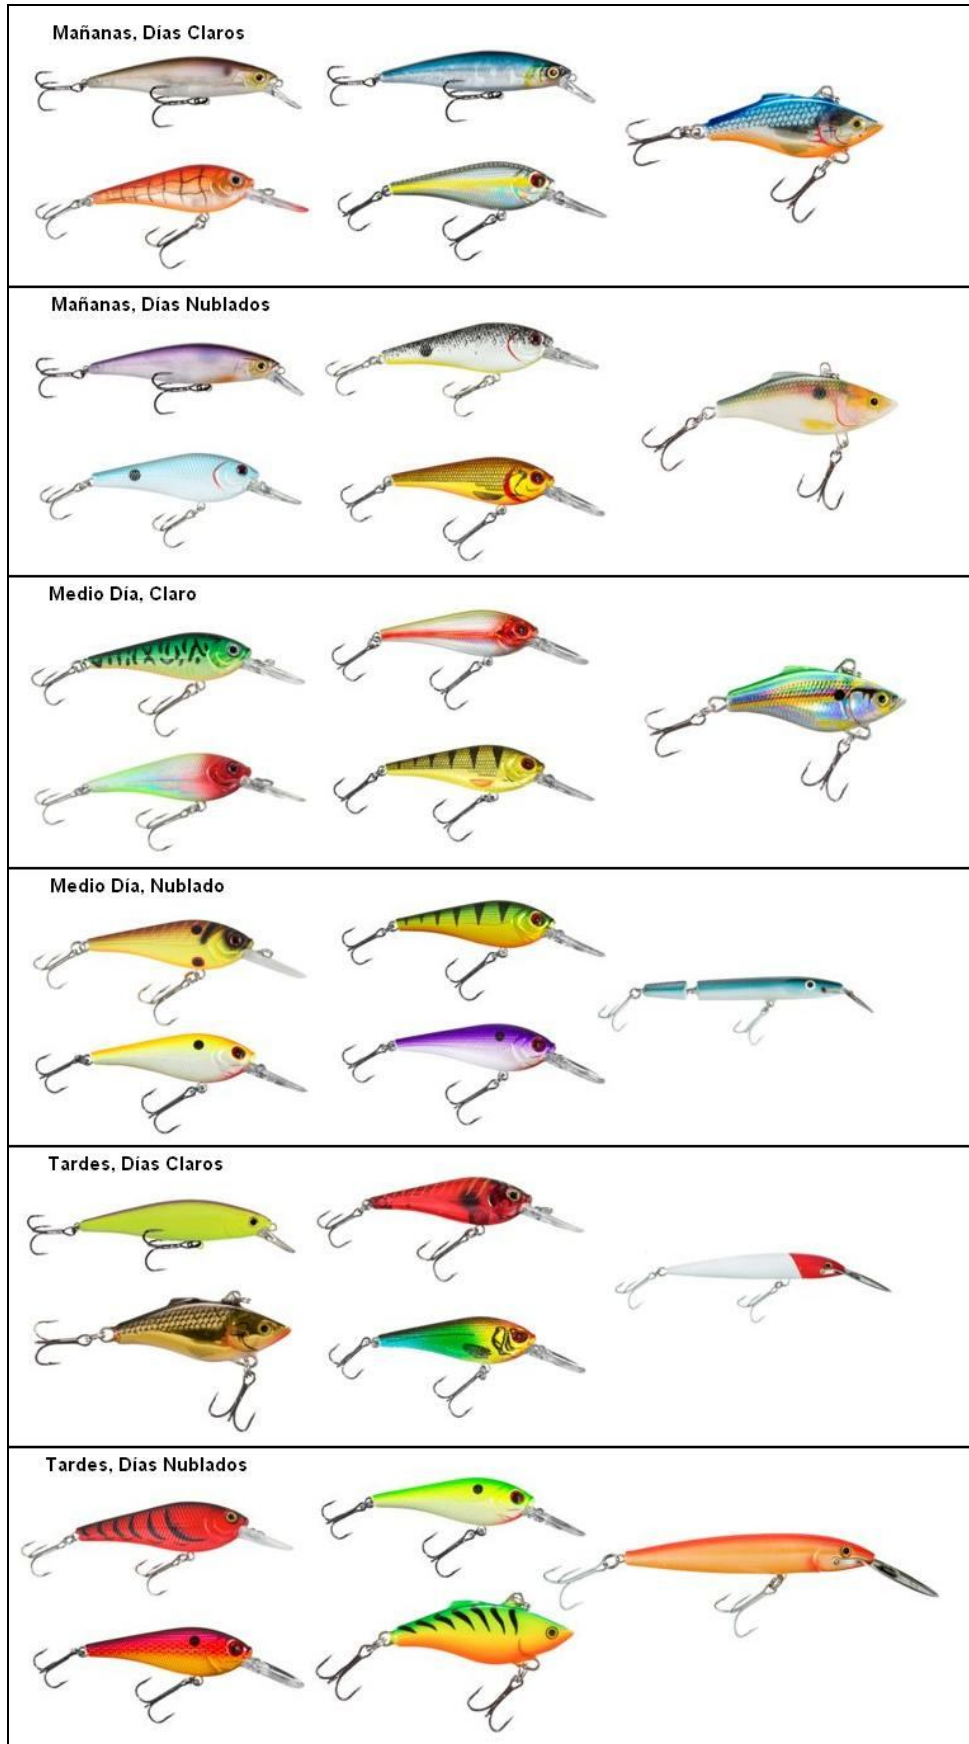 Mañanas, Días Claros
Mañanas, Días Nublados
Medio Día, Claro
Medio Día, Nublado
Tardes, Días Claros
Tardes, Días Nublados